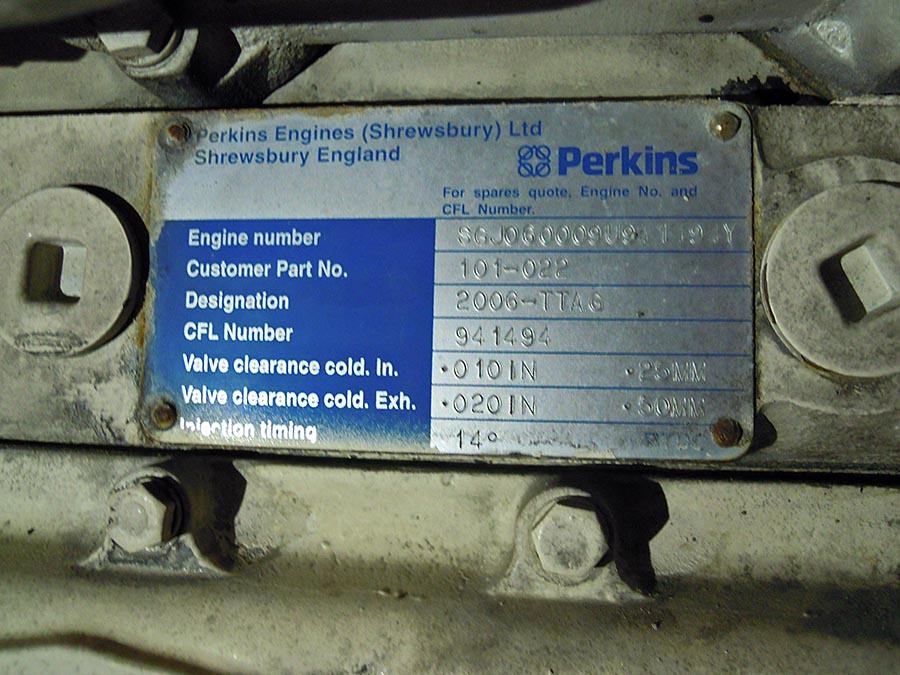 Perkins Engines (Shrewsbury) Ltd
Shrewsbury England
Perkins
For spares quote, Engine No. and
CFL Number.
Engine number
Customer Part No. 101-022
Designation 2006-TTAG
CFL Number 941494
Valve clearance cold. In. ·010IN ·25MM
Valve clearance cold. Exh. ·020IN ·50MM
Injection timing 14°